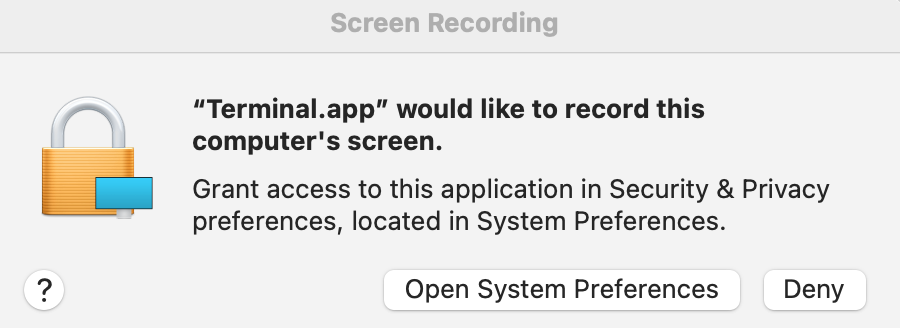 Screen Recording
“Terminal.app” would like to record this
computer's screen.
Grant access to this application in Security & Privacy
preferences, located in System Preferences.
?
Open System Preferences
Deny